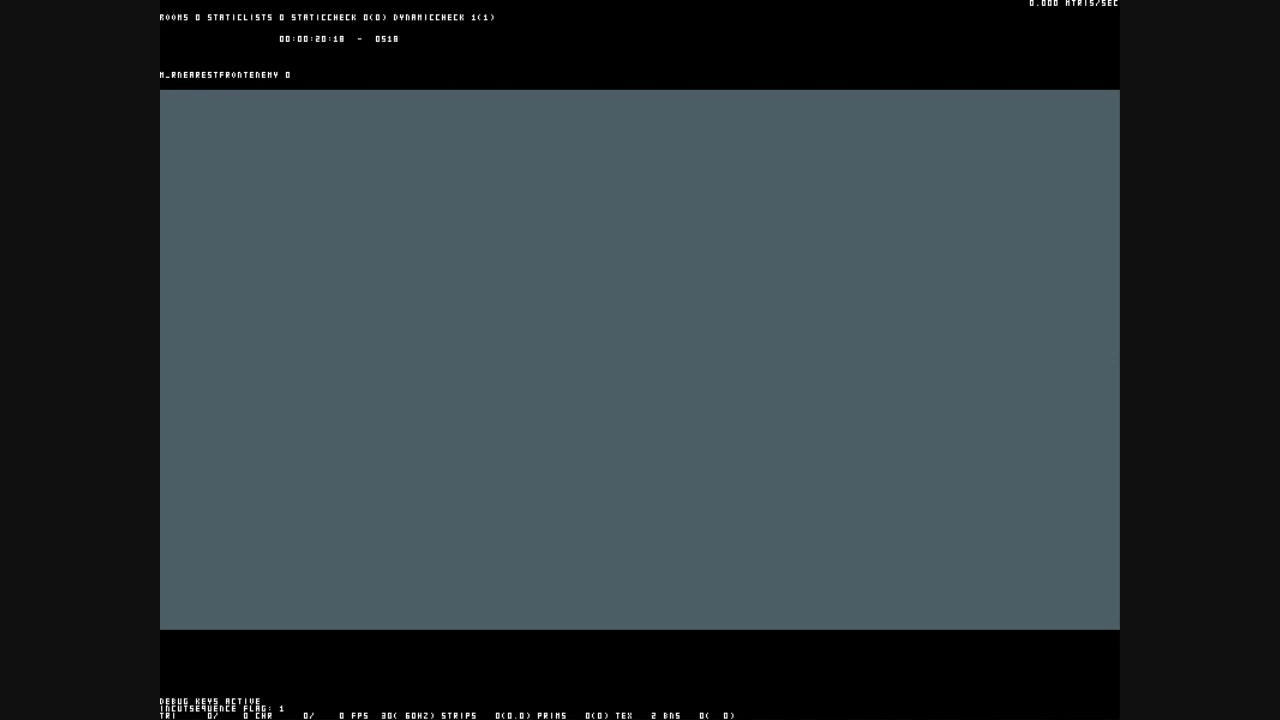 0.000 MTRIS/SEC
ROOMS 0 STATICLISTS 0 STATICCHECK 0(0) DYNAMICCHECK 1(1)
00:00:20:18 - 0518
M_RNEARESTFRONTENEMY 0
DEBUG KEYS ACTIVE
INCUTSEQUENCE FLAG: 1
TRI 0/ 0 CHR 0/ 0 FPS 30( 60HZ) STRIPS 0(0.0) PRIMS 0(0) TEX 2 BNS 0( 0)